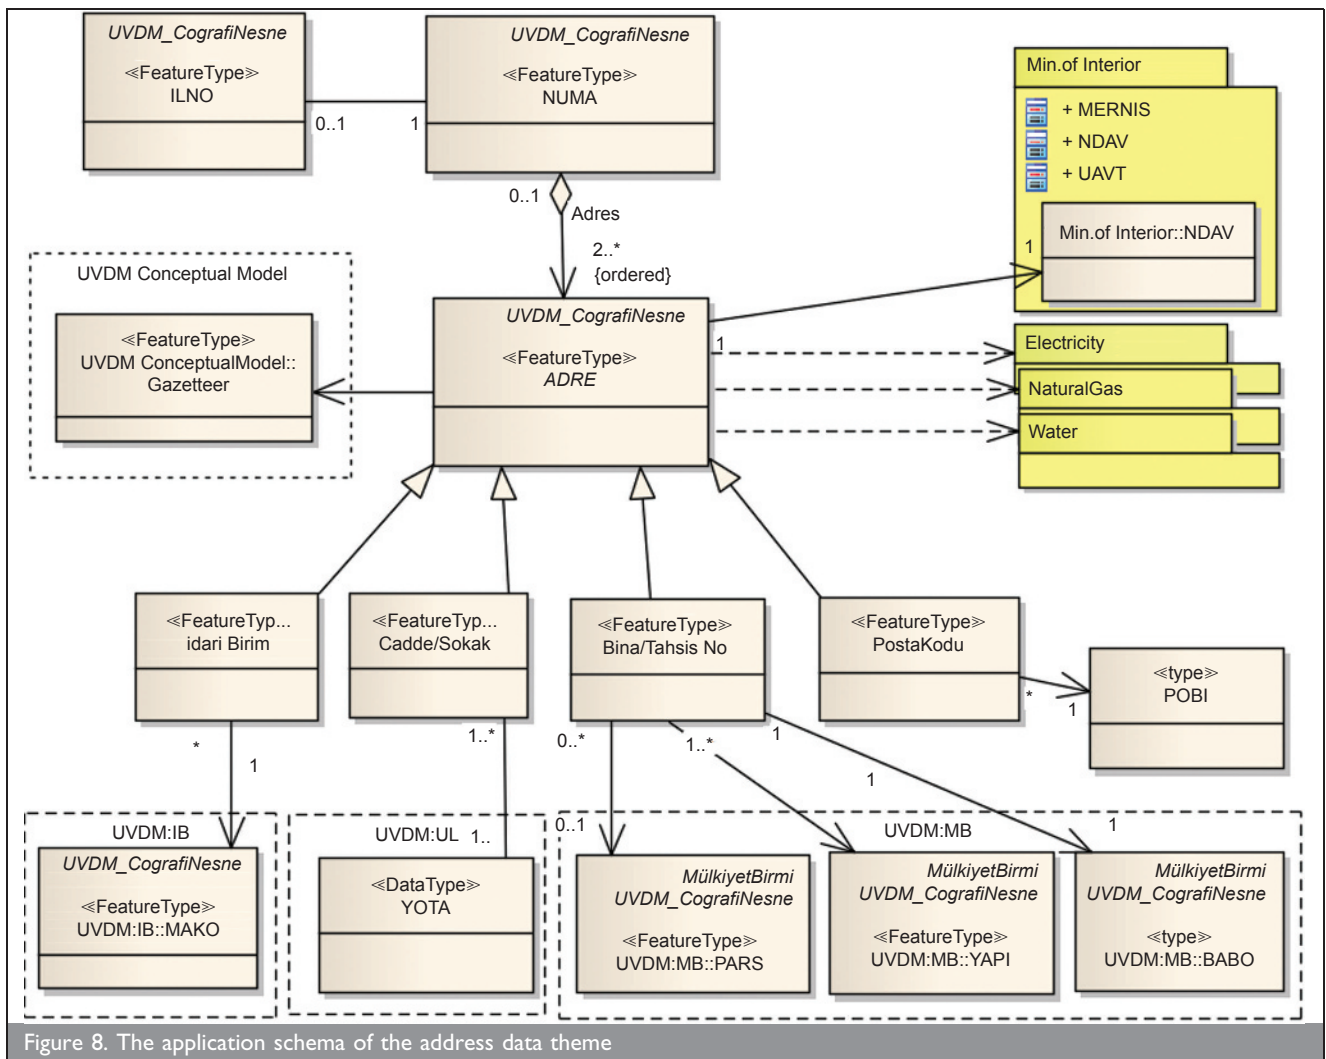 UVDM_CografiNesne
≪FeatureType≫
ILNO
0..1
1
UVDM_CografiNesne
≪FeatureType≫
NUMA
0..1
Adres
2..*
{ordered}
Min.of Interior
+ MERNIS
+ NDAV
+ UAVT
Min.of Interior::NDAV
1
UVDM Conceptual Model
≪FeatureType≫
UVDM ConceptualModel::
Gazetteer
UVDM_CografiNesne
≪FeatureType≫
ADRE
1
Electricity
NaturalGas
Water
≪FeatureTyp...
idari Birim
≪FeatureTyp...
Cadde/Sokak
≪FeatureType≫
Bina/Tahsis No
≪FeatureType≫
PostaKodu
≪type≫
POBI
*
1
*
1
1..*
0..*
1..*
1
1
UVDM:IB
UVDM_CografiNesne
≪FeatureType≫
UVDM:IB::MAKO
UVDM:UL
1..
≪DataType≫
YOTA
0..1
UVDM:MB
1
MülkiyetBirmi
UVDM_CografiNesne
≪FeatureType≫
UVDM:MB::PARS
MülkiyetBirmi
UVDM_CografiNesne
≪FeatureType≫
UVDM:MB::YAPI
MülkiyetBirmi
UVDM_CografiNesne
≪type≫
UVDM:MB::BABO
Figure 8. The application schema of the address data theme